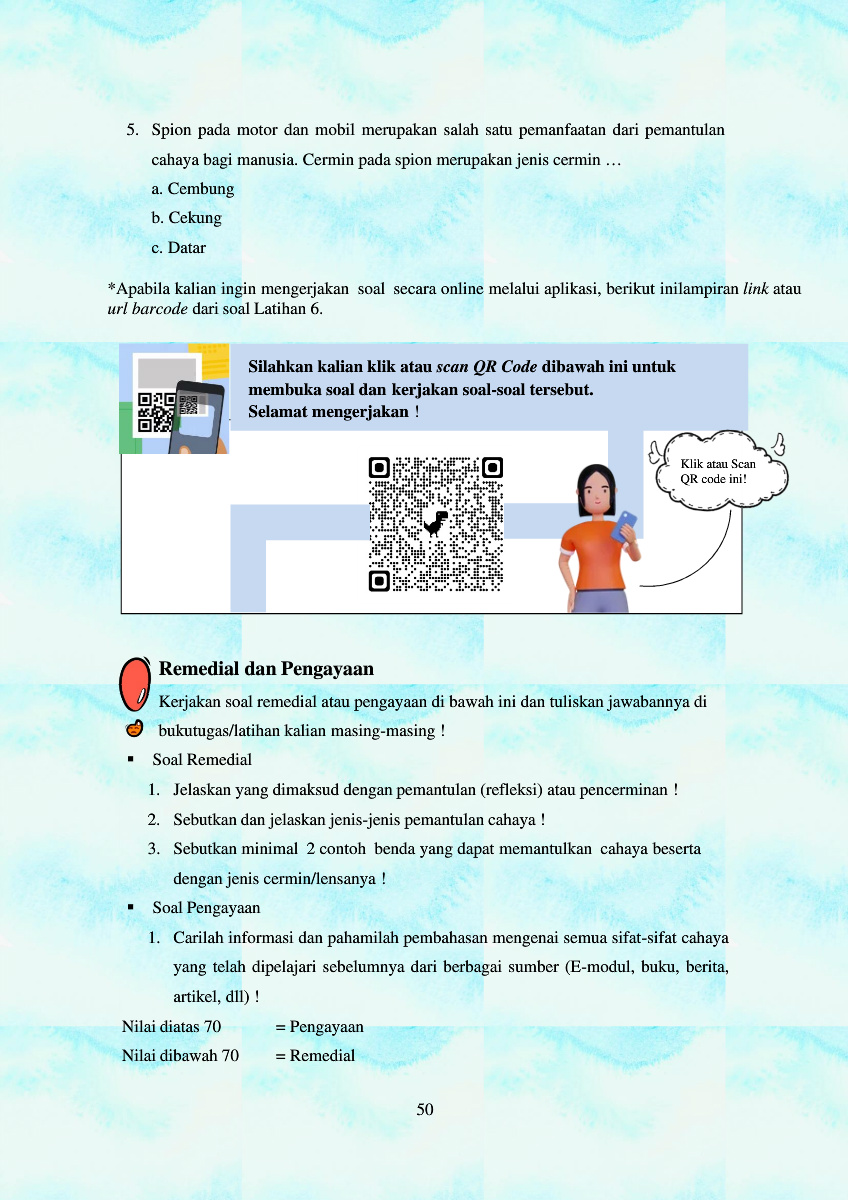 5. Spion pada motor dan mobil merupakan salah satu pemanfaatan dari pemantulan
cahaya bagi manusia. Cermin pada spion merupakan jenis cermin …
a. Cembung
b. Cekung
c. Datar
*Apabila kalian ingin mengerjakan soal secara online melalui aplikasi, berikut inilampiran link atau
url barcode dari soal Latihan 6.
Silahkan kalian klik atau scan QR Code dibawah ini untuk
membuka soal dan kerjakan soal-soal tersebut.
Selamat mengerjakan !
Klik atau Scan
QR code ini!
Remedial dan Pengayaan
Kerjakan soal remedial atau pengayaan di bawah ini dan tuliskan jawabannya di
bukutugas/latihan kalian masing-masing !
▪ Soal Remedial
1. Jelaskan yang dimaksud dengan pemantulan (refleksi) atau pencerminan !
2. Sebutkan dan jelaskan jenis-jenis pemantulan cahaya !
3. Sebutkan minimal 2 contoh benda yang dapat memantulkan cahaya beserta
dengan jenis cermin/lensanya !
▪ Soal Pengayaan
1. Carilah informasi dan pahamilah pembahasan mengenai semua sifat-sifat cahaya
yang telah dipelajari sebelumnya dari berbagai sumber (E-modul, buku, berita,
artikel, dll) !
Nilai diatas 70 = Pengayaan
Nilai dibawah 70 = Remedial
50